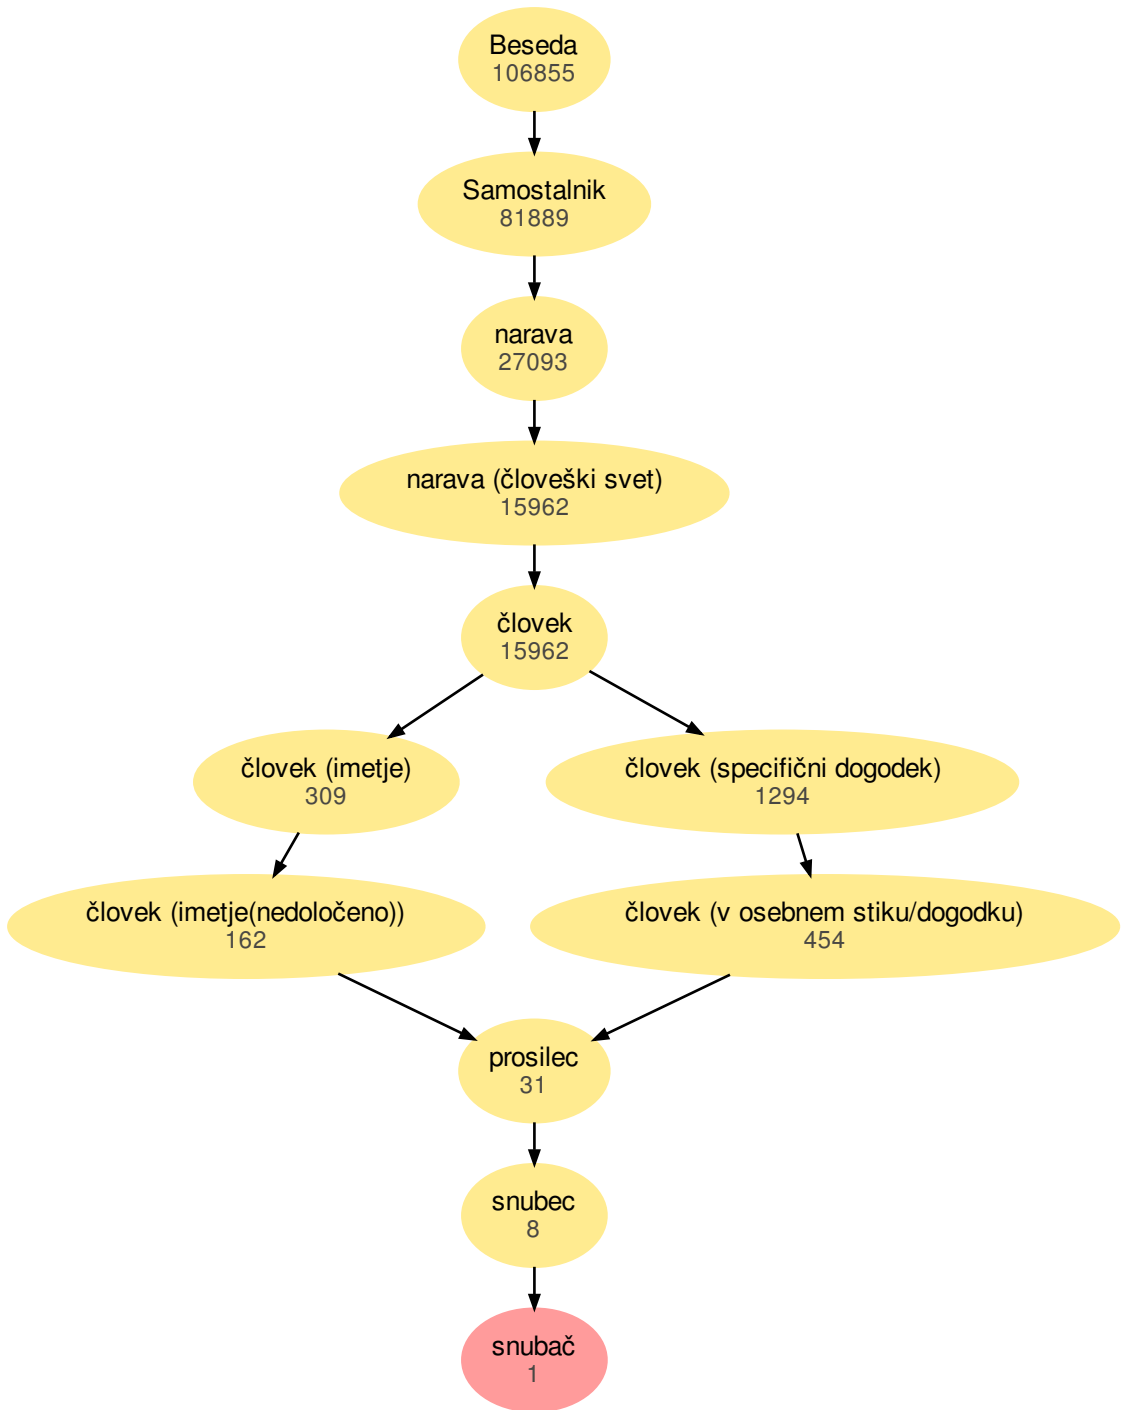 Beseda
106855
Samostalnik
81889
narava
27093
narava (človeški svet)
15962
človek
15962
človek (imetje)
309
človek (specifični dogodek)
1294
človek (imetje(nedoločeno))
162
človek (v osebnem stiku/dogodku)
454
prosilec
31
snubec
8
snubač
1